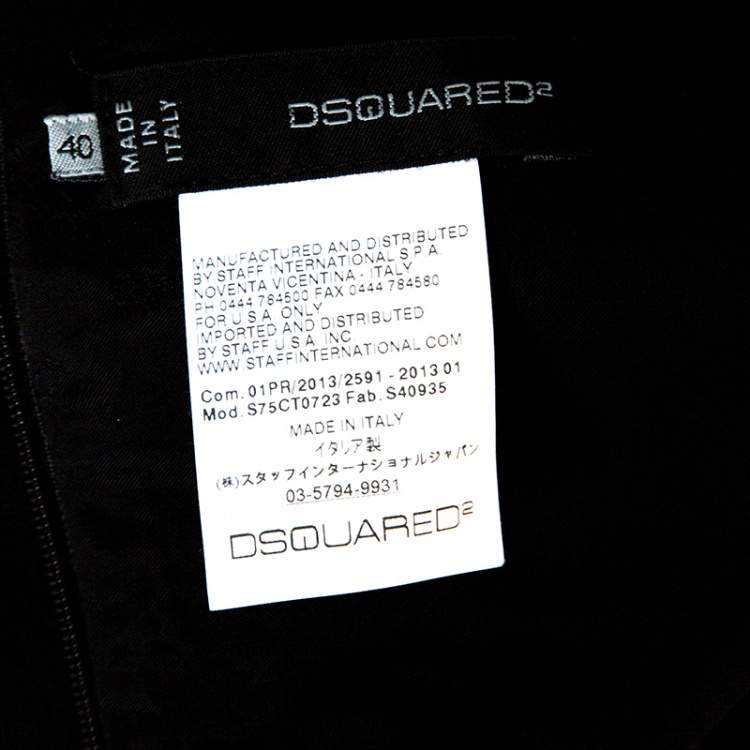 40
MADE
IN
ITALY
DSQUARED²
MANUFACTURED AND DISTRIBUTED
BY STAFF INTERNATIONAL S.P.A.
NOVENTA VICENTINA - ITALY
PH 0444 784500 FAX 0444 784580
FOR U.S.A. ONLY
IMPORTED AND DISTRIBUTED
BY STAFF U.S.A. INC
WWW.STAFFINTERNATIONAL.COM
Com. 01PR/2013/2591 - 2013 01
Mod. S75CT0723 Fab. S40935
MADE IN ITALY
イタリア製
(株)スタッフインターナショナルジャパン
03-5794-9931
DSQUARED²